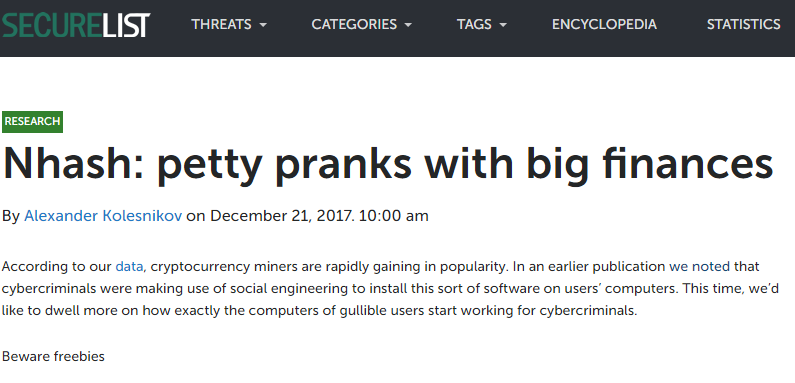 SECURELIST THREATS CATEGORIES TAGS ENCYCLOPEDIA STATISTICS
RESEARCH
Nhash: petty pranks with big finances
By Alexander Kolesnikov on December 21, 2017. 10:00 am
According to our data, cryptocurrency miners are rapidly gaining in popularity. In an earlier publication we noted that
cybercriminals were making use of social engineering to install this sort of software on users’ computers. This time, we’d
like to dwell more on how exactly the computers of gullible users start working for cybercriminals.
Beware freebies